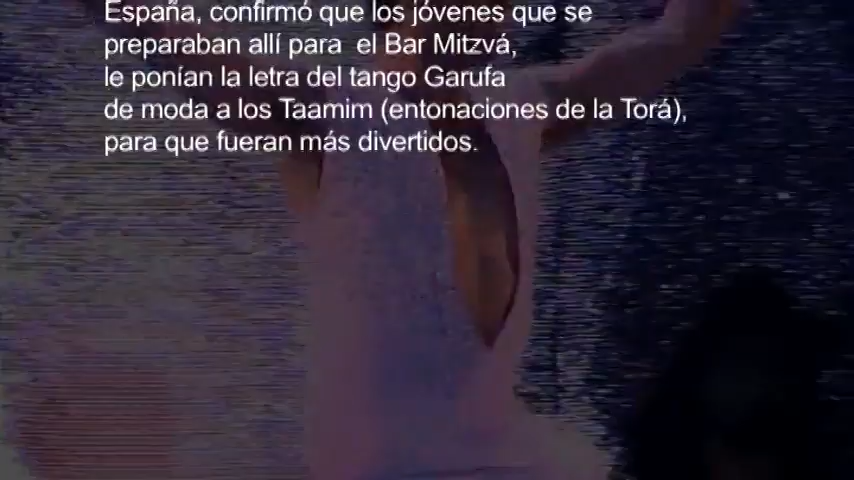 España, confirmó que los jóvenes que se
preparaban allí para el Bar Mitzvá,
le ponían la letra del tango Garufa
de moda a los Taamim (entonaciones de la Torá),
para que fueran más divertidos.